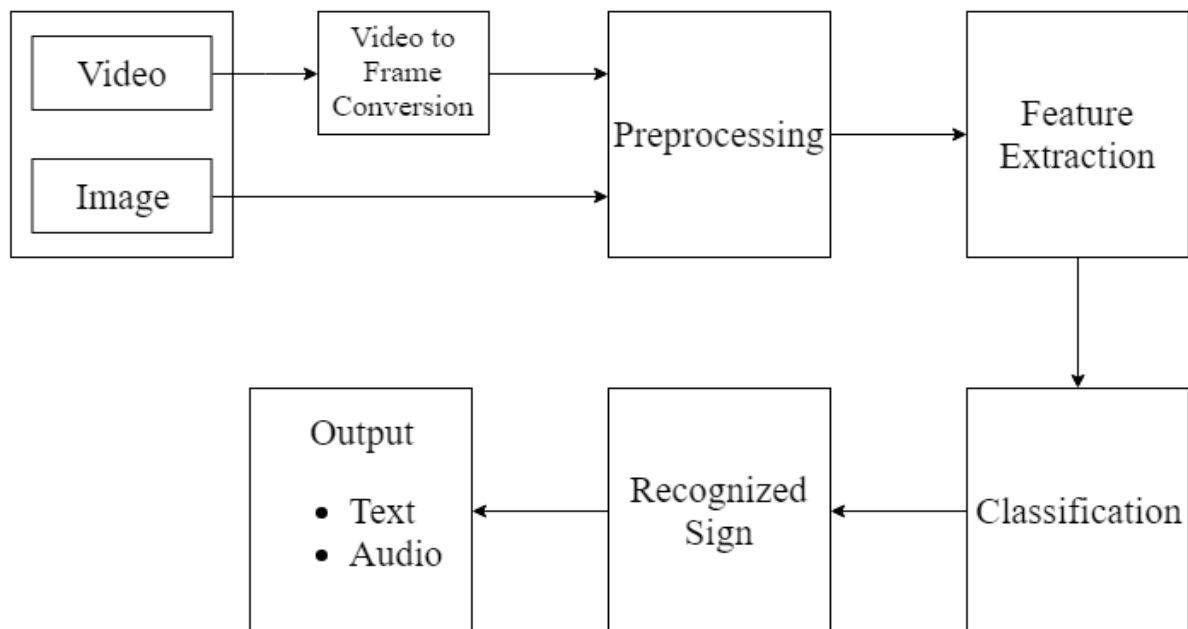 Video
Video to
Frame
Conversion
Image
Preprocessing
Feature
Extraction
Output
• Text
• Audio
Recognized
Sign
Classification